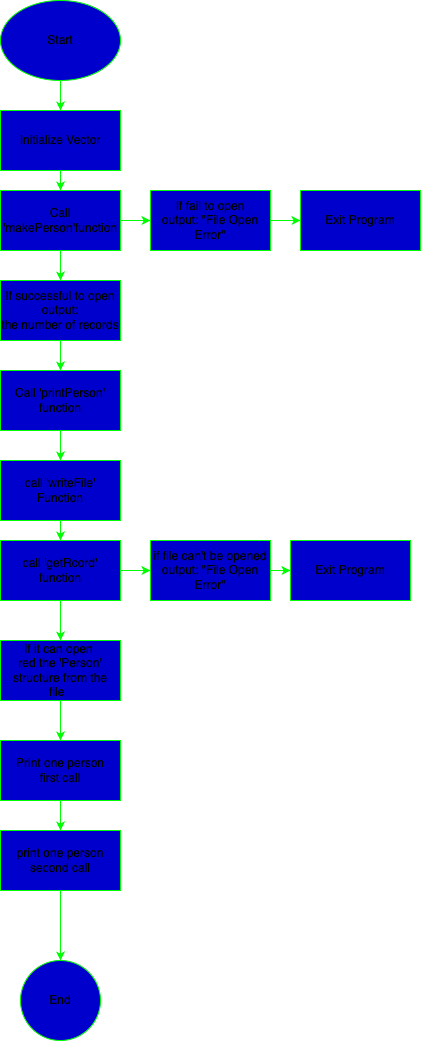 Start
Initialize Vector
Call
'makePerson'function
If fail to open
output: "File Open
Error"
Exit Program
If successful to open
output:
the number of records
Call 'printPerson'
function
call 'writeFile'
Function
call 'getRoord'
function
If file can't be opened
output: "File Open
Error"
Exit Program
If it can open
red the 'Person'
structure from the
file
Print one person
first call
print one person
second call
End